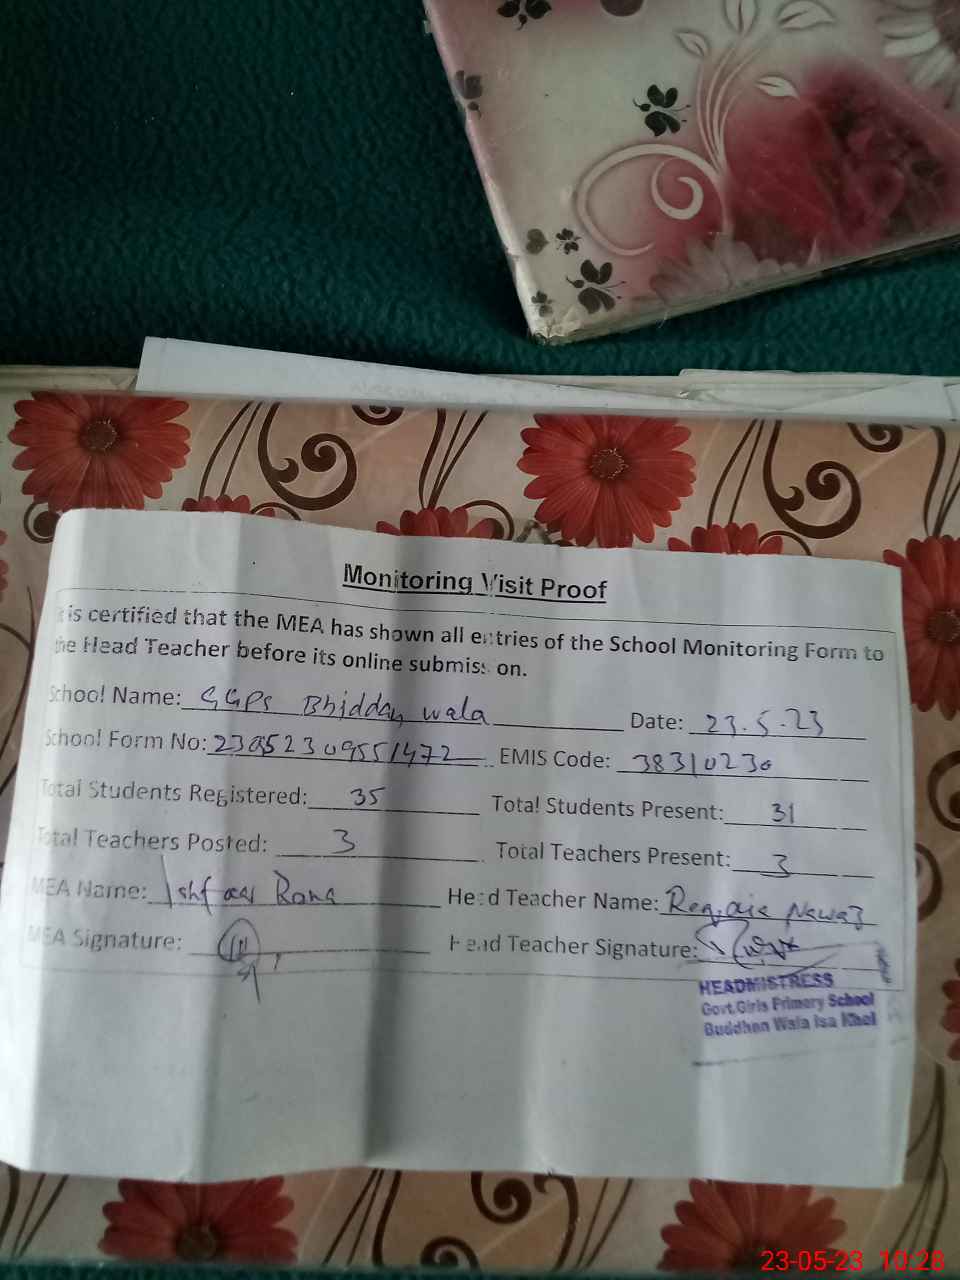 Monitoring Visit Proof
It is certified that the MEA has shown all entries of the School Monitoring Form to
the Head Teacher before its online submission.
School Name: GGPS Bhidday wala Date: 23.5.23
School Form No: 230523095551472 EMIS Code: 38310230
Total Students Registered: 35 Total Students Present: 31
Total Teachers Posted: 3 Total Teachers Present: 3
MEA Name: Ishfaq Rana Head Teacher Name: Nawaz
MEA Signature: Head Teacher Signature:
HEADMISTRESS
Govt.Girls Primary School
Buddhen Wala Isa Khel
23-05-23 10:28